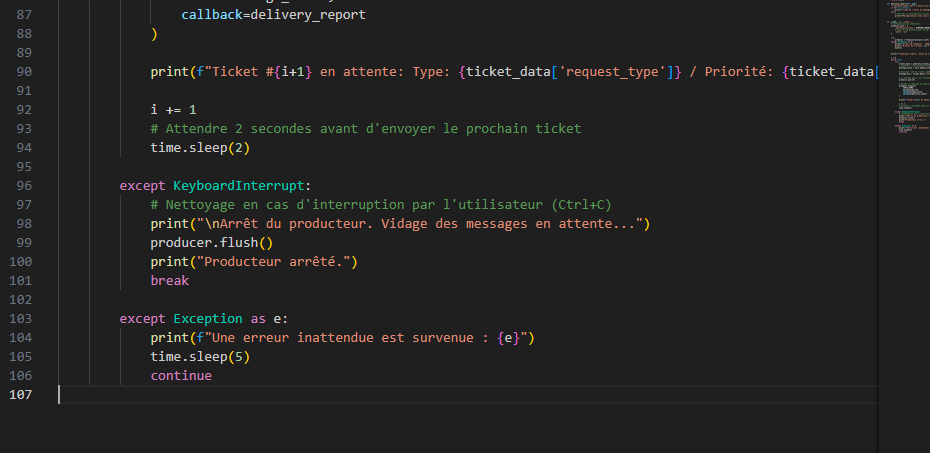 87 callback=delivery_report
88 )
89
90 print(f"Ticket #{i+1} en attente: Type: {ticket_data['request_type']} / Priorité: {ticket_data[
91
92 i += 1
93 # Attendre 2 secondes avant d'envoyer le prochain ticket
94 time.sleep(2)
95
96 except KeyboardInterrupt:
97 # Nettoyage en cas d'interruption par l'utilisateur (Ctrl+C)
98 print("\nArrêt du producteur. Vidage des messages en attente...")
99 producer.flush()
100 print("Producteur arrêté.")
101 break
102
103 except Exception as e:
104 print(f"Une erreur inattendue est survenue : {e}")
105 time.sleep(5)
106 continue
107